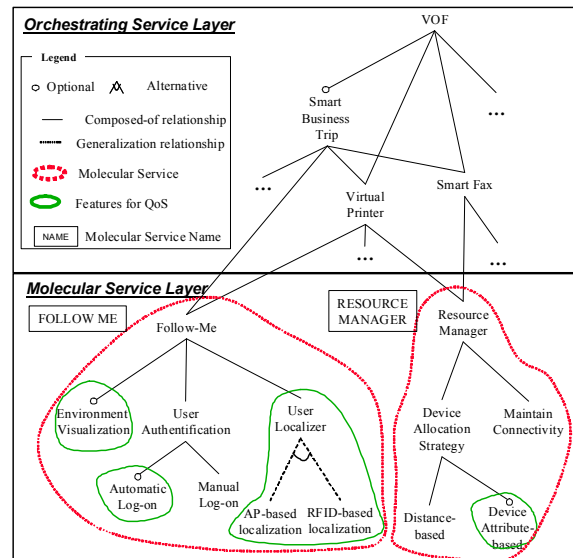 Orchestrating Service Layer
VOF
Legend
Optional
Alternative
Composed-of relationship
Generalization relationship
Molecular Service
Features for QoS
NAME
Molecular Service Name
Smart
Business
Trip
...
...
Virtual
Printer
Smart Fax
...
...
Molecular Service Layer
FOLLOW ME
RESOURCE
MANAGER
Follow-Me
Resource
Manager
Environment
Visualization
User
Authentification
User
Localizer
Device
Allocation
Strategy
Maintain
Connectivity
Automatic
Log-on
Manual
Log-on
AP-based
localization
RFID-based
localization
Distance-
based
Device
Attribute-
based